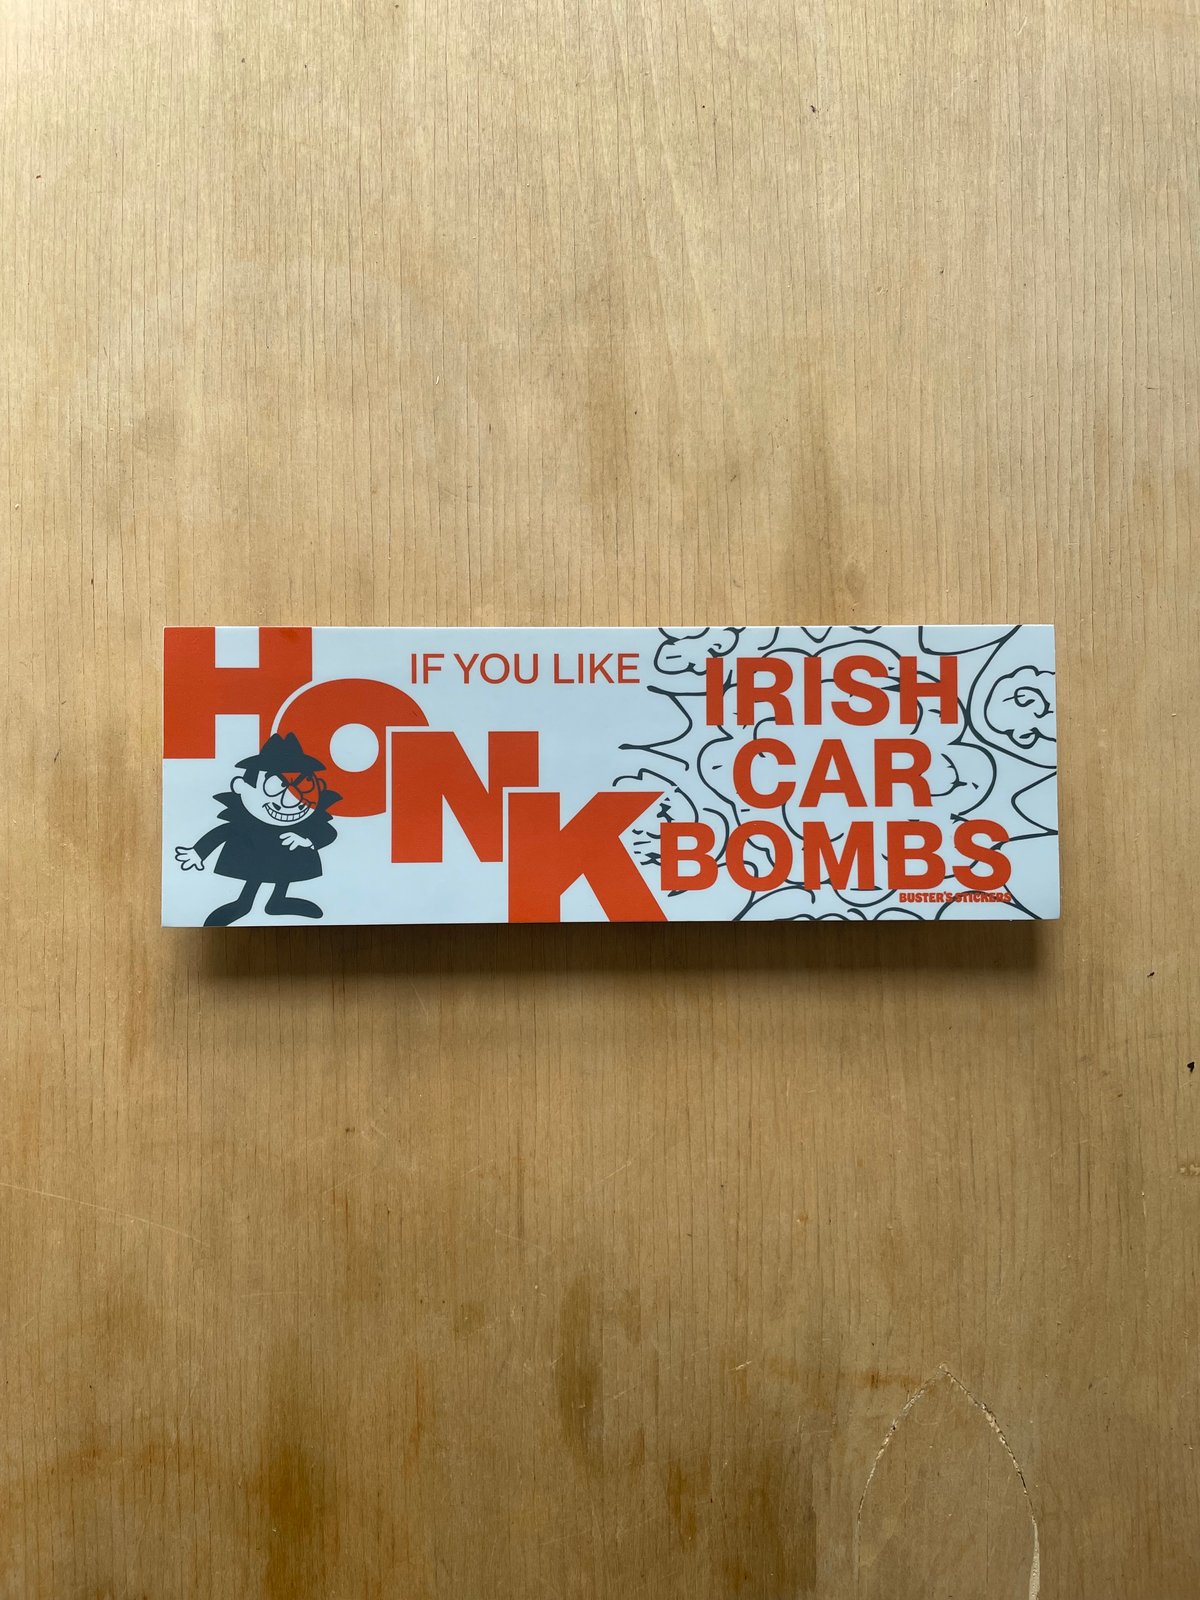 HONK
IF YOU LIKE
IRISH
CAR
BOMBS
BUSTER'S STICKERS